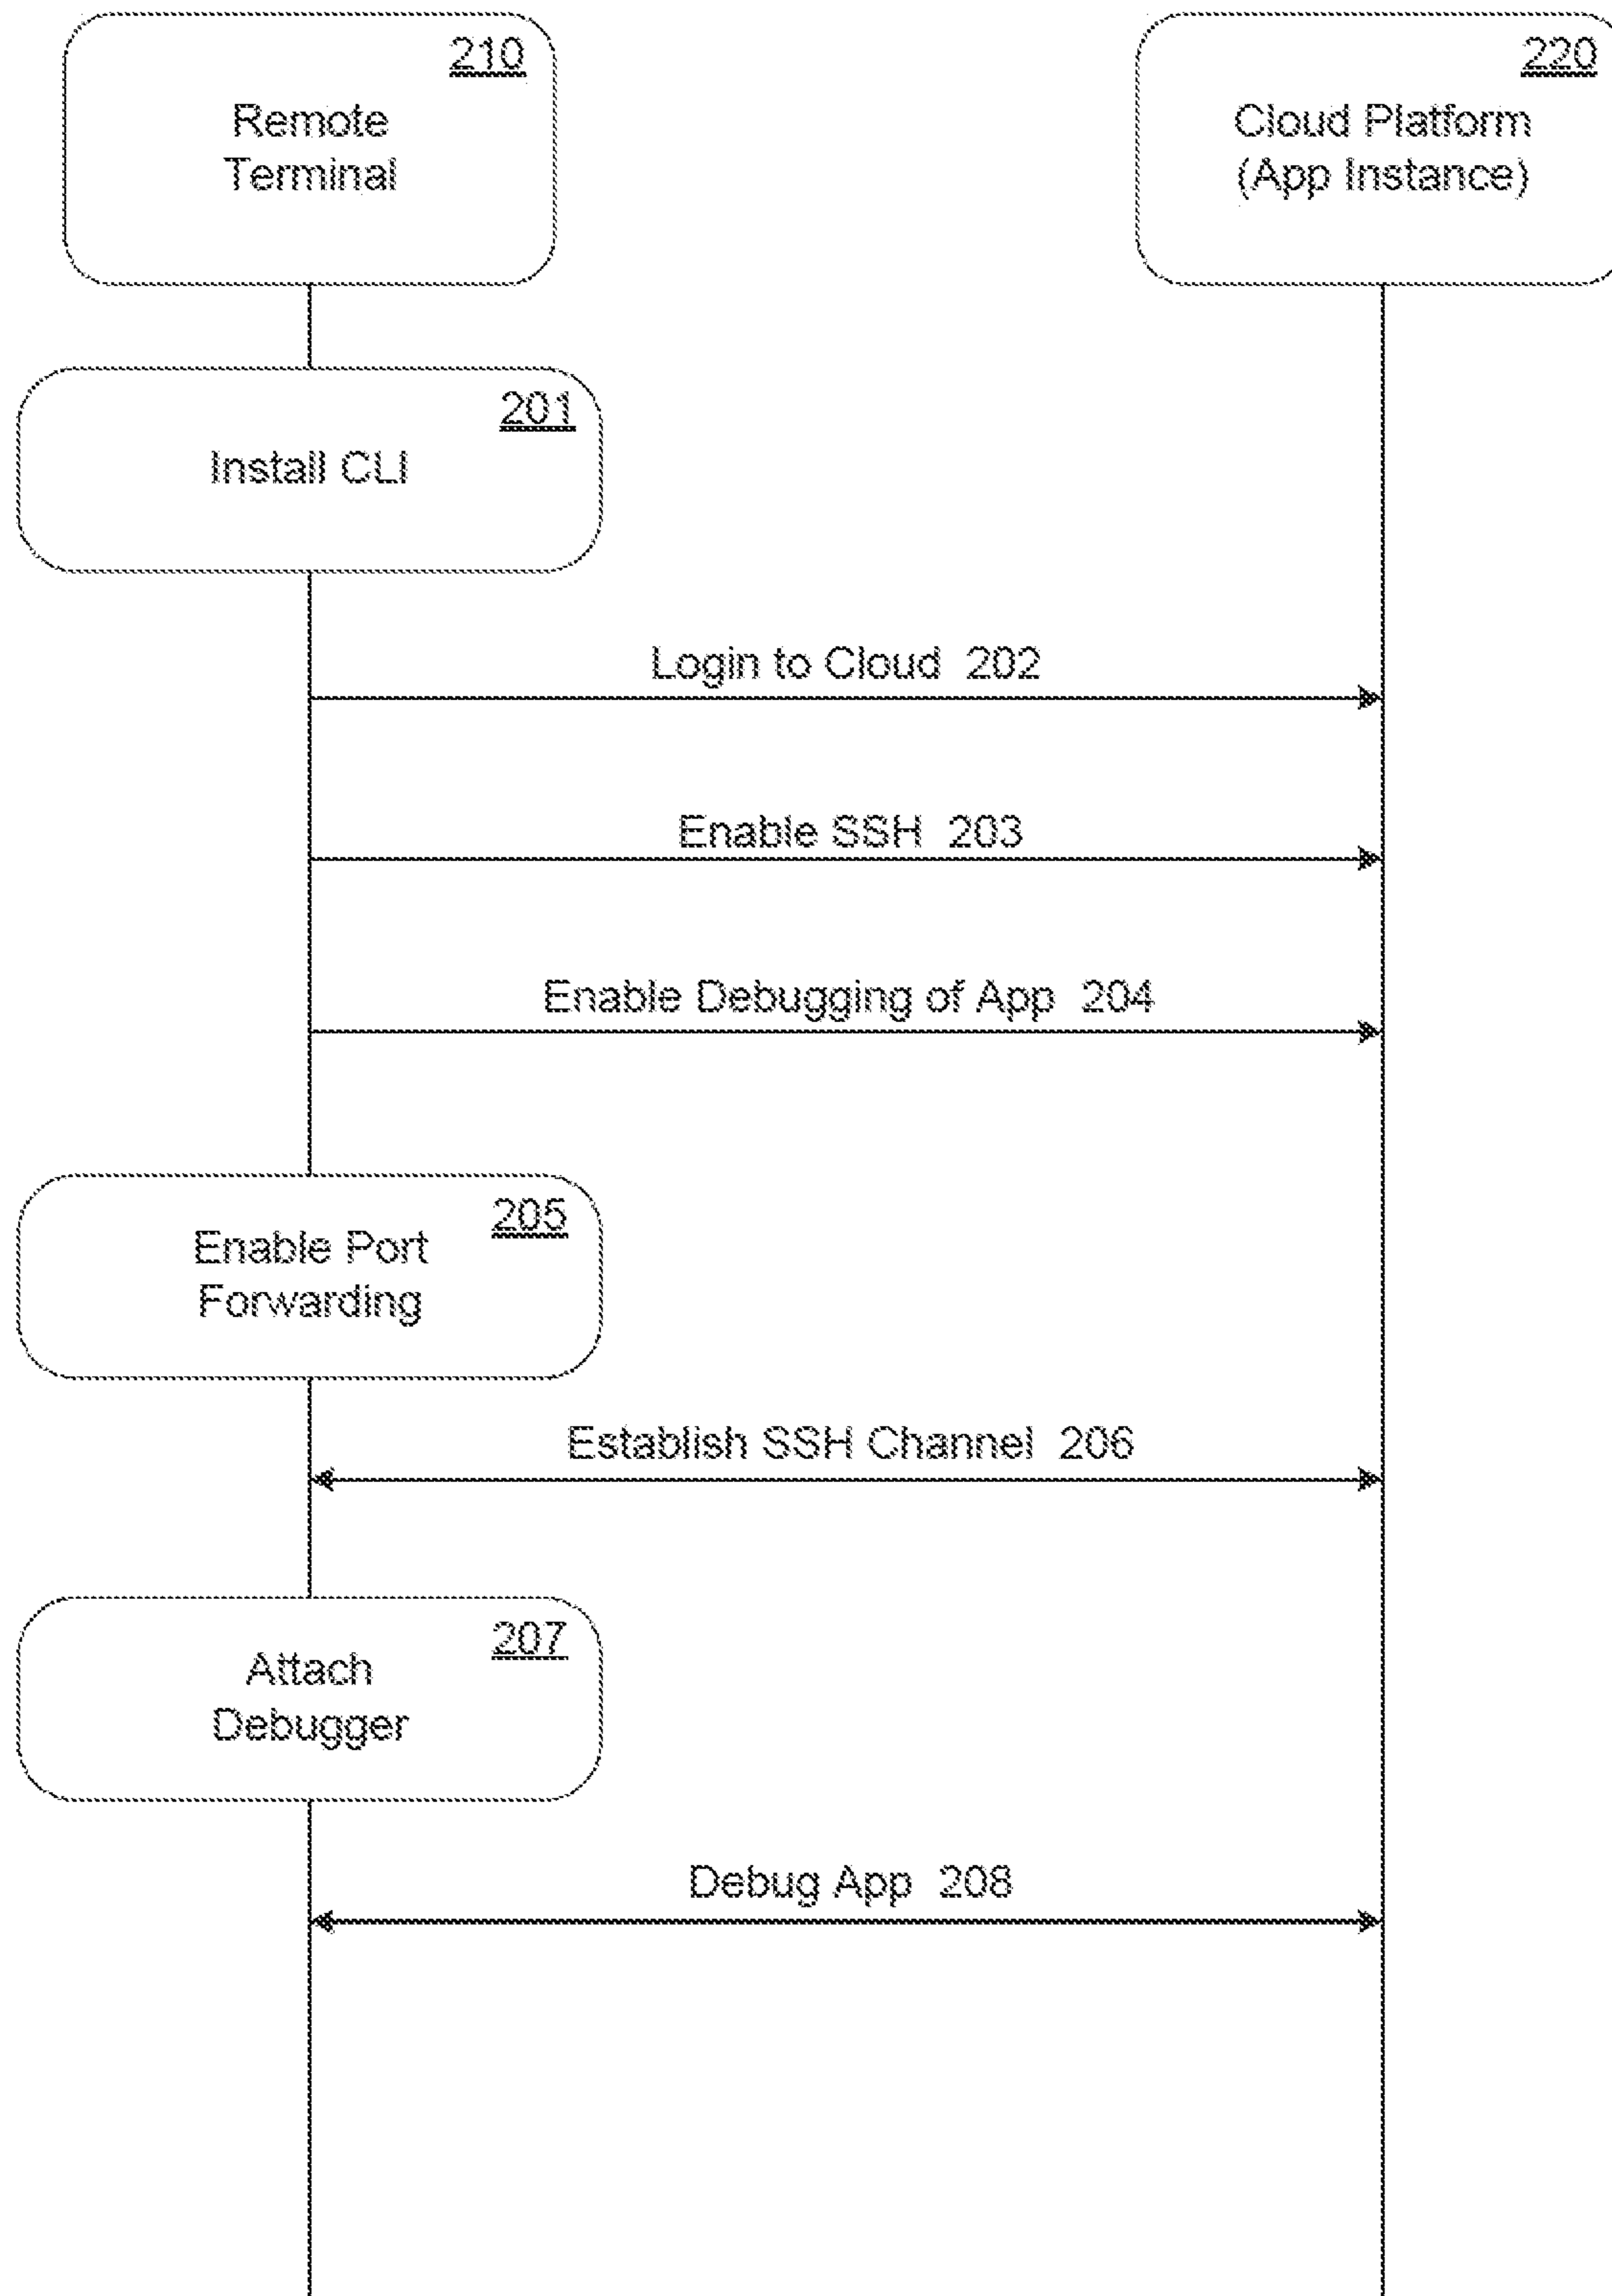 210
Remote
Terminal
220
Cloud Platform
(App Instance)
201
Install CLI
Login to Cloud 202
Enable SSH 203
Enable Debugging of App 204
205
Enable Port
Forwarding
Establish SSH Channel 206
207
Attach
Debugger
Debug App 208